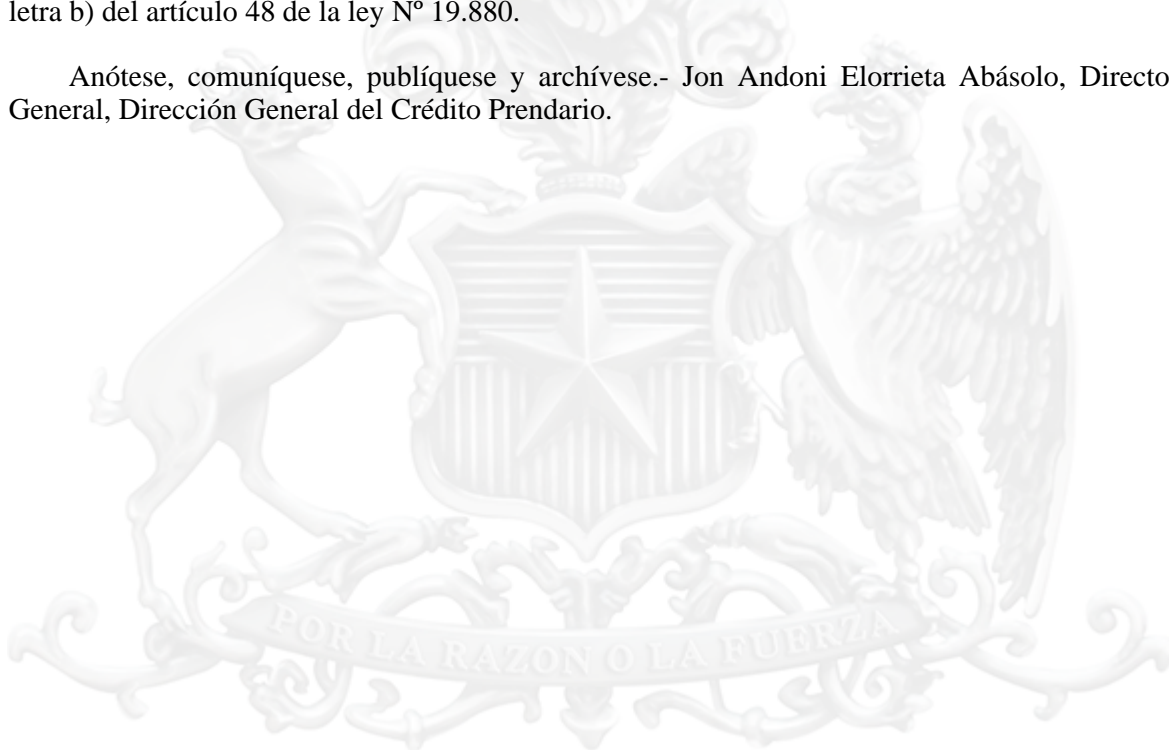 letra b) del artículo 48 de la ley Nº 19.880.
Anótese, comuníquese, publíquese y archívese.- Jon Andoni Elorrieta Abásolo, Directo
General, Dirección General del Crédito Prendario.
POR LA RAZON O LA FUERZA